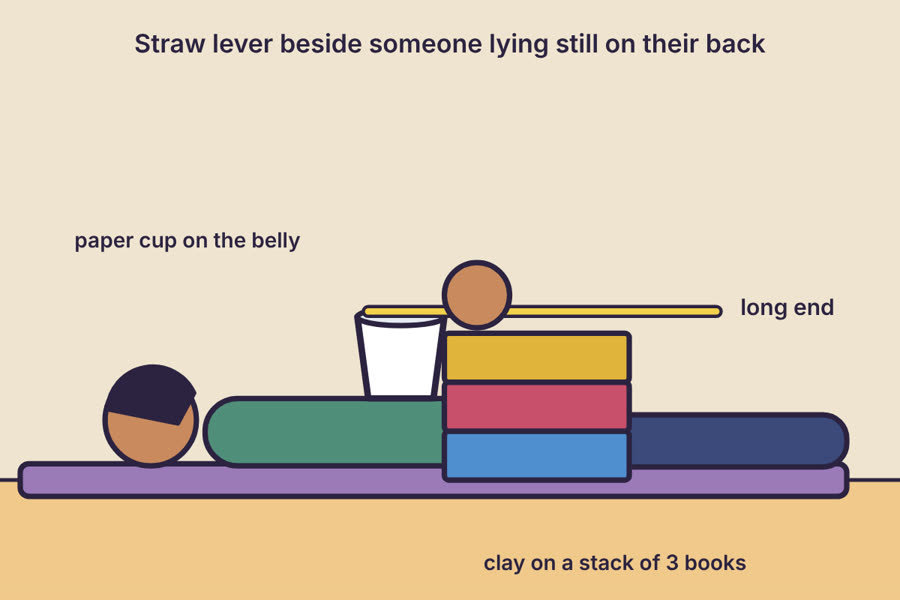 Straw lever beside someone lying still on their back
paper cup on the belly
long end
clay on a stack of 3 books